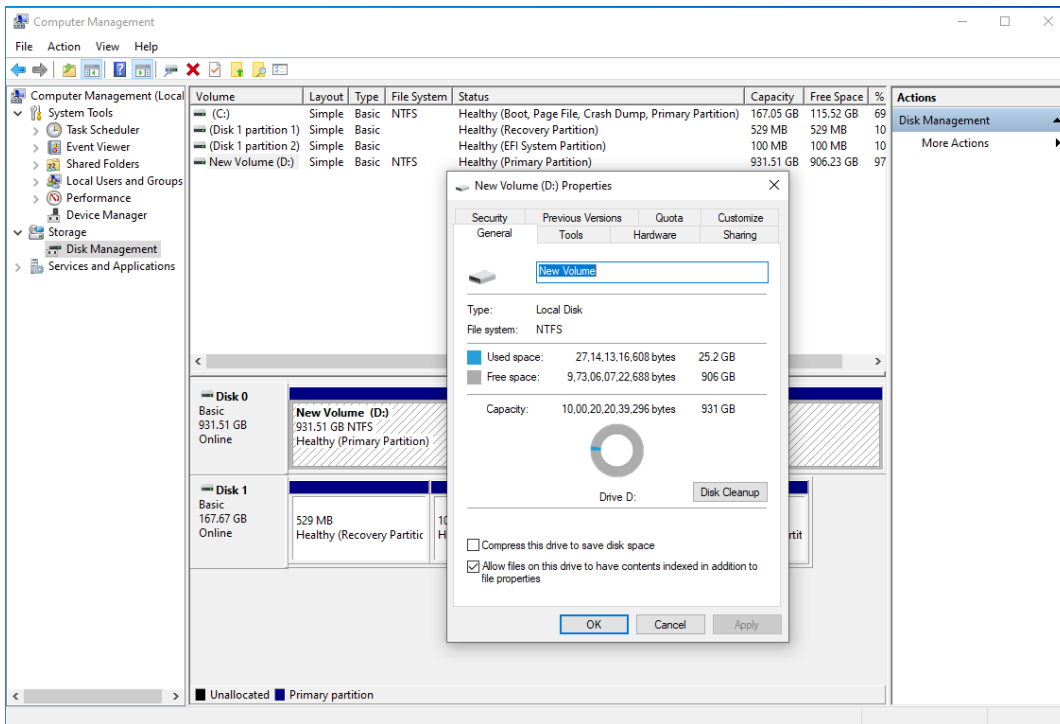 Computer Management
File Action View Help
Computer Management (Local
System Tools
Task Scheduler
Event Viewer
Shared Folders
Local Users and Groups
Performance
Device Manager
Storage
Disk Management
Services and Applications
Volume Layout Type File System Status Capacity Free Space %
(C:) Simple Basic NTFS Healthy (Boot, Page File, Crash Dump, Primary Partition) 167.05 GB 115.52 GB 69
(Disk 1 partition 1) Simple Basic Healthy (Recovery Partition) 529 MB 529 MB 10
(Disk 1 partition 2) Simple Basic Healthy (EFI System Partition) 100 MB 100 MB 10
New Volume (D:) Simple Basic NTFS Healthy (Primary Partition) 931.51 GB 906.23 GB 97
Actions
Disk Management
More Actions
New Volume (D:) Properties
Security Previous Versions Quota Customize
General Tools Hardware Sharing
New Volume
Type: Local Disk
File system: NTFS
Used space: 27,14,13,16,608 bytes 25.2 GB
Free space: 9,73,06,07,22,688 bytes 906 GB
Capacity: 10,00,20,20,39,296 bytes 931 GB
Drive D:
Disk Cleanup
Compress this drive to save disk space
Allow files on this drive to have contents indexed in addition to
file properties
OK Cancel Apply
Disk 0
Basic
931.51 GB
Online
New Volume (D:)
931.51 GB NTFS
Healthy (Primary Partition)
Disk 1
Basic
167.67 GB
Online
529 MB
Healthy (Recovery Partitic
10
H
rtit
Unallocated Primary partition